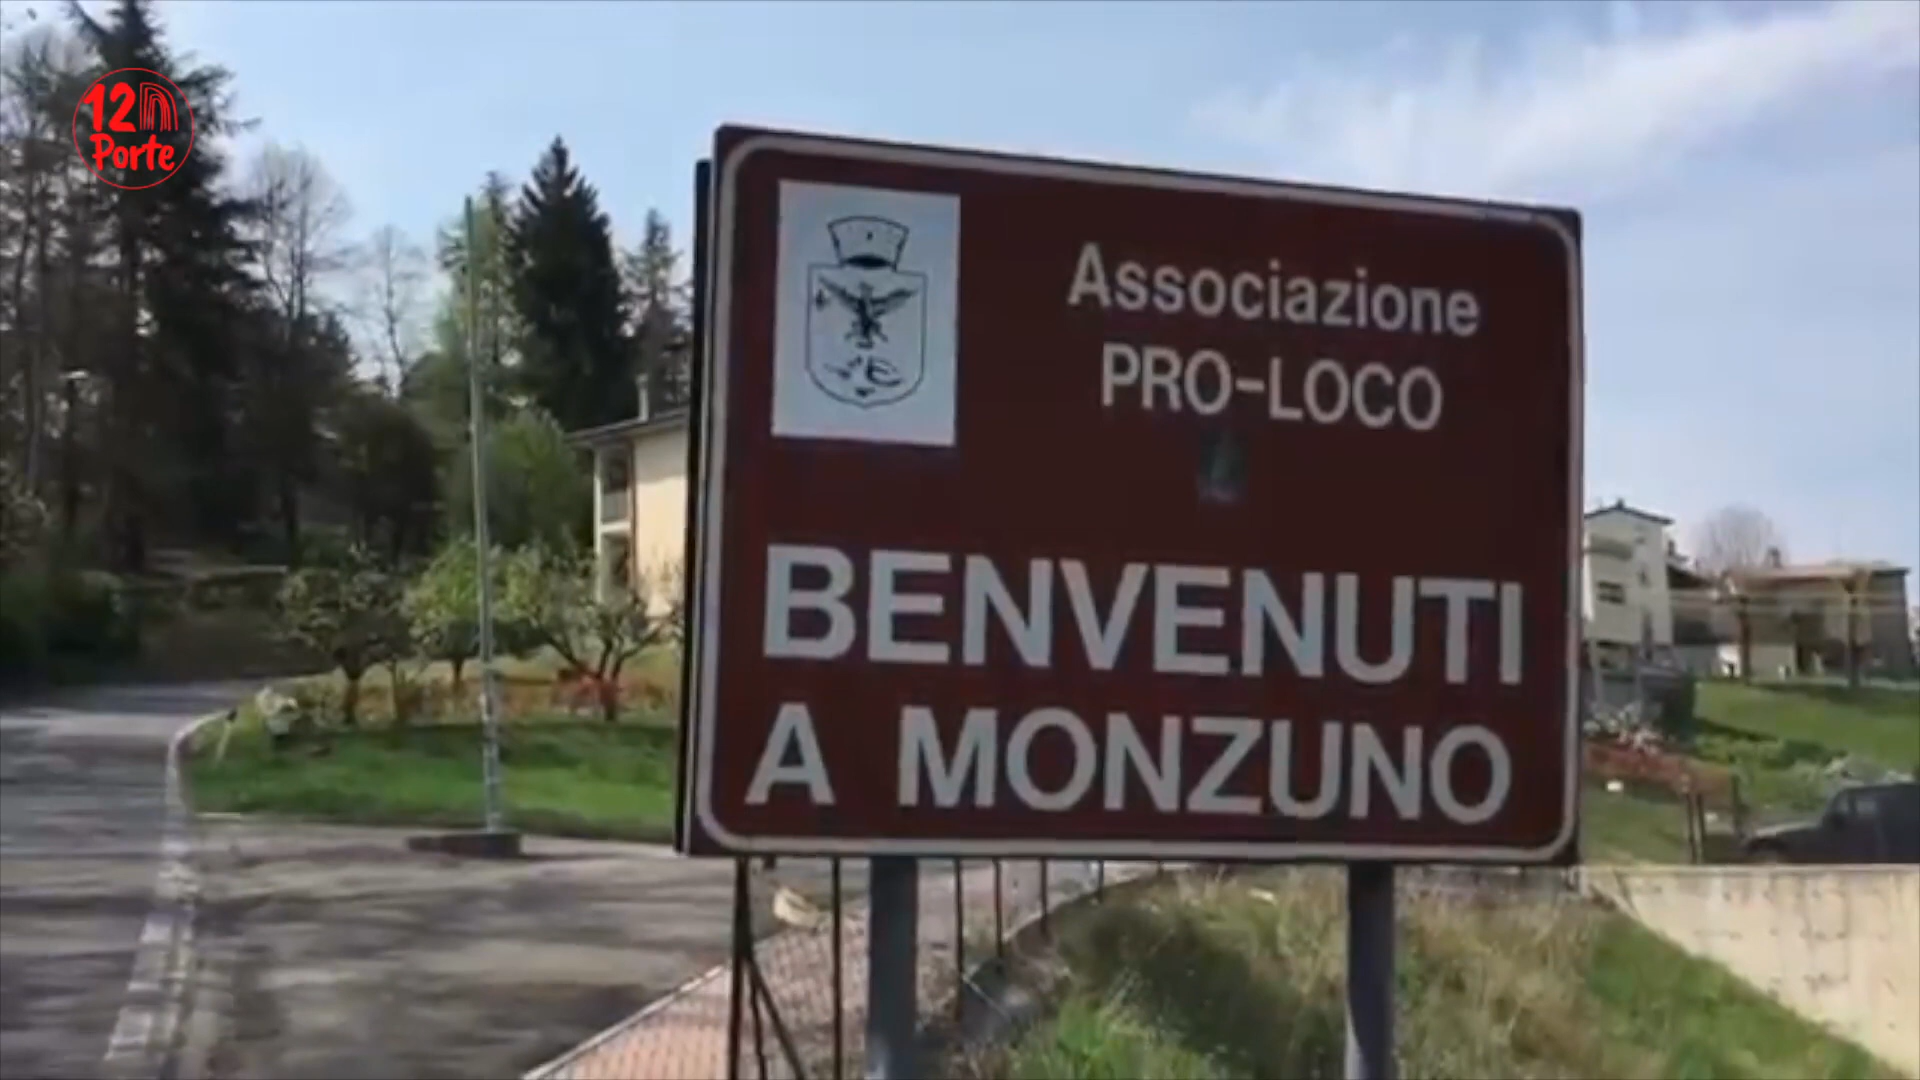 12
Porte
Associazione
PRO-LOCO
BENVENUTI
A MONZUNO